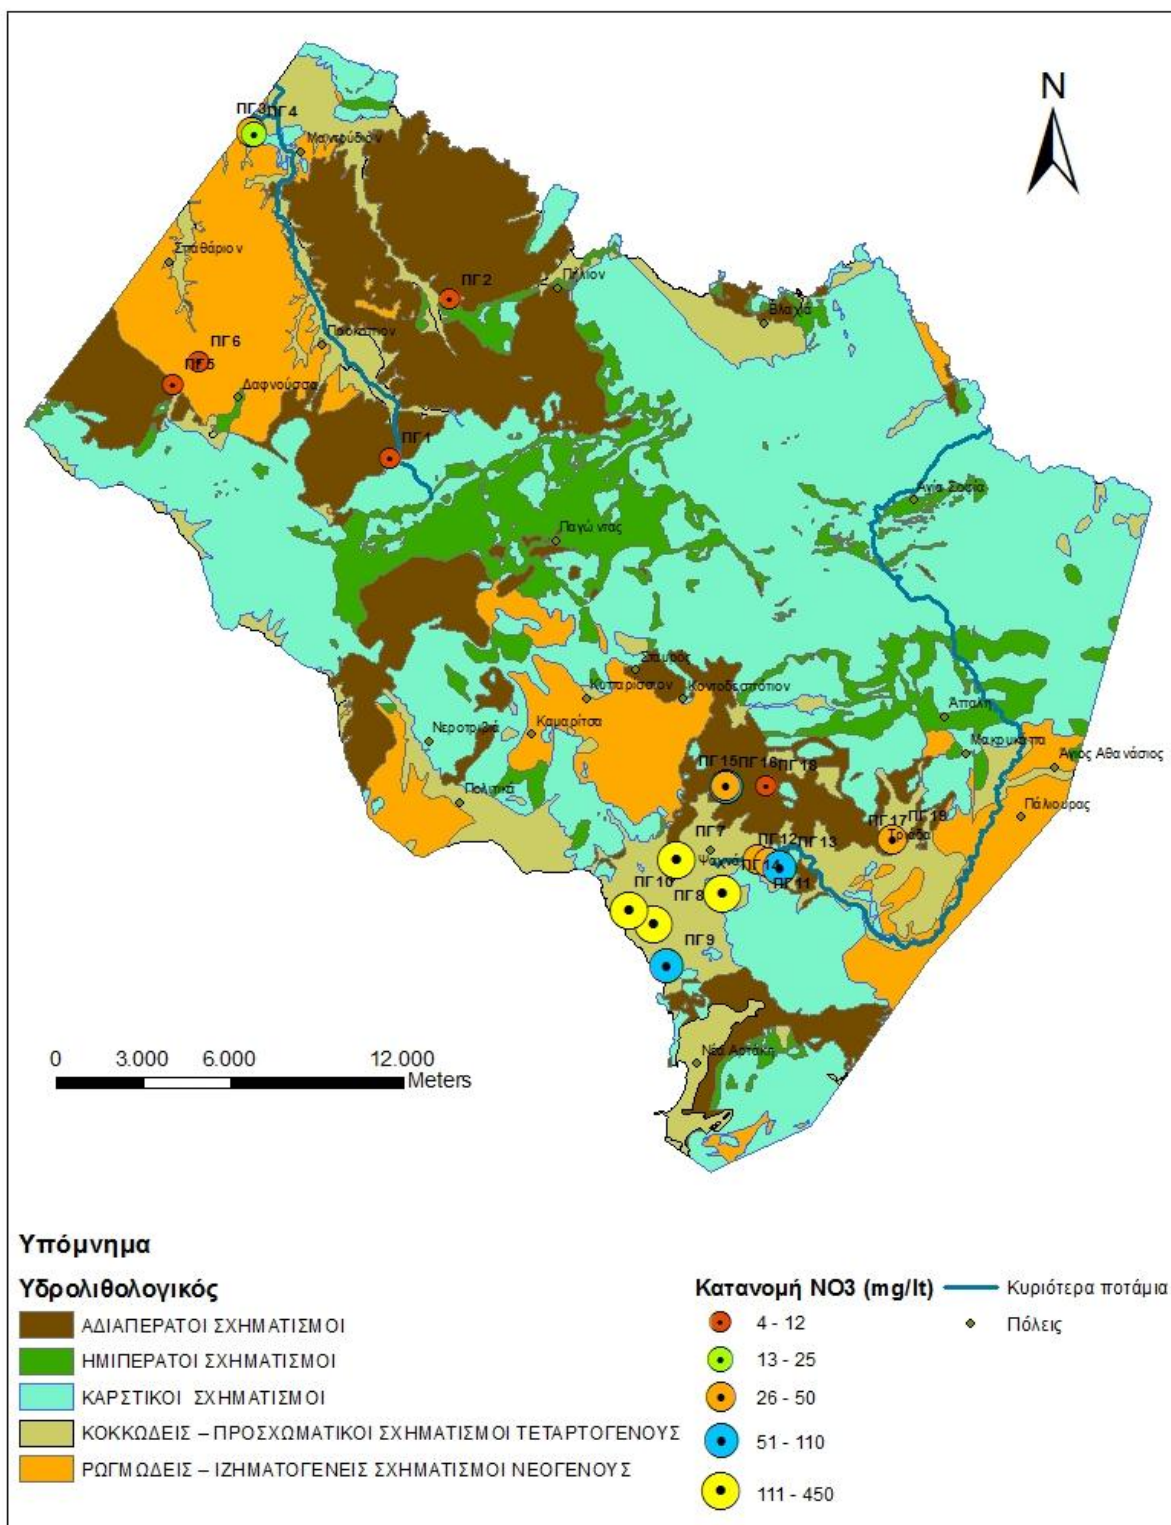 N
ΠΓ3
ΠΓ4
Μαντούδιον
Σπαθάριον
ΠΓ2
Πήλιον
Βλαχιά
Προκόπιον
ΠΓ6
ΠΓ5
Δαφνούσσα
ΠΓ1
Αγία Σοφία
Παγώντας
Σταυρός
Κυπαρίσσιον
Κοντοδεσπότιον
Άτταλη
Νεροτριβιά
Καμαρίτσα
Μακρυκάπα
Άγιος Αθανάσιος
ΠΓ15
ΠΓ16
ΠΓ18
Πολιτικά
Πάλιουρας
ΠΓ17
ΠΓ19
Τριάδα
ΠΓ7
ΠΓ12
ΠΓ13
Ψαχνά
ΠΓ14
ΠΓ11
ΠΓ10
ΠΓ8
ΠΓ9
Νέα Αρτάκη
0 3.000 6.000 12.000
Meters
Υπόμνημα
Υδρολιθολογικός
ΑΔΙΑΠΕΡΑΤΟΙ ΣΧΗΜΑΤΙΣΜΟΙ
ΗΜΙΠΕΡΑΤΟΙ ΣΧΗΜΑΤΙΣΜΟΙ
ΚΑΡΣΤΙΚΟΙ ΣΧΗΜΑΤΙΣΜΟΙ
ΚΟΚΚΩΔΕΙΣ – ΠΡΟΣΧΩΜΑΤΙΚΟΙ ΣΧΗΜΑΤΙΣΜΟΙ ΤΕΤΑΡΤΟΓΕΝΟΥΣ
ΡΩΓΜΩΔΕΙΣ – ΙΖΗΜΑΤΟΓΕΝΕΙΣ ΣΧΗΜΑΤΙΣΜΟΙ ΝΕΟΓΕΝΟΥΣ
Κατανομή NO3 (mg/lt)
4 - 12
13 - 25
26 - 50
51 - 110
111 - 450
Κυριότερα ποτάμια
Πόλεις